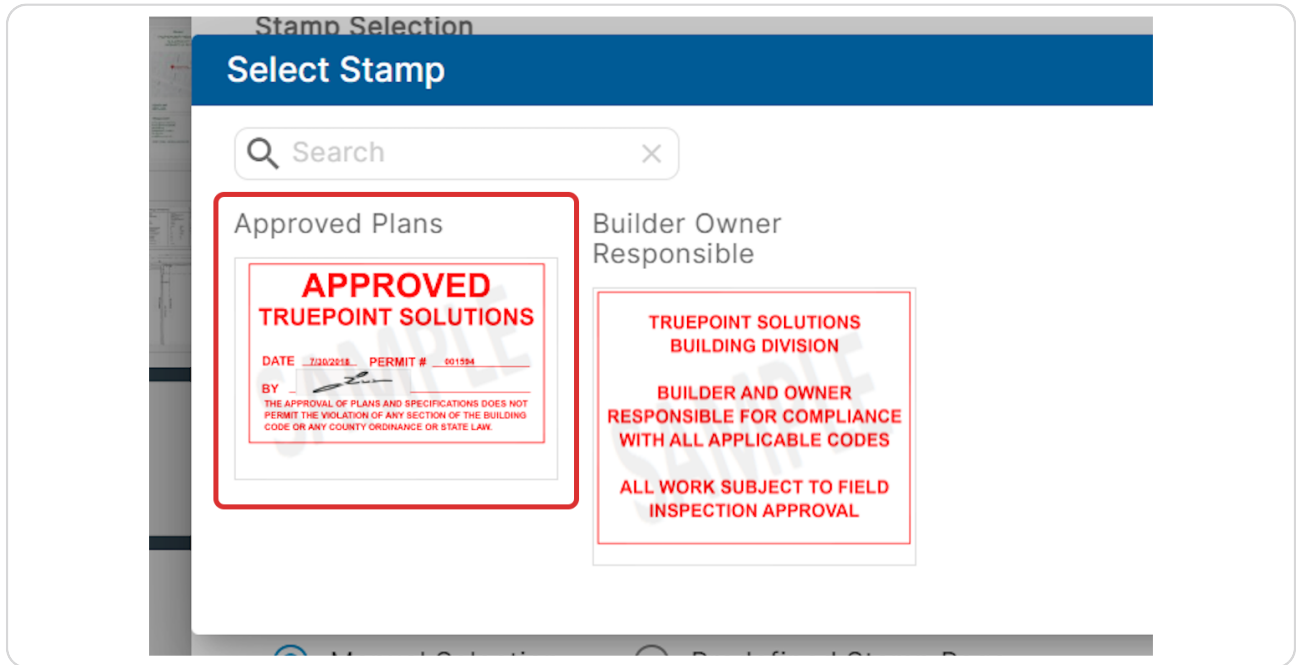 Stamp Selection
Select Stamp
Search
Approved Plans
APPROVED
TRUEPOINT SOLUTIONS
DATE 7/20/2018 PERMIT # 001594
BY
THE APPROVAL OF PLANS AND SPECIFICATIONS DOES NOT
PERMIT THE VIOLATION OF ANY SECTION OF THE BUILDING
CODE OR ANY COUNTY ORDINANCE OR STATE LAW.
SAMPLE
Builder Owner
Responsible
TRUEPOINT SOLUTIONS
BUILDING DIVISION
BUILDER AND OWNER
RESPONSIBLE FOR COMPLIANCE
WITH ALL APPLICABLE CODES
ALL WORK SUBJECT TO FIELD
INSPECTION APPROVAL
SAMPLE